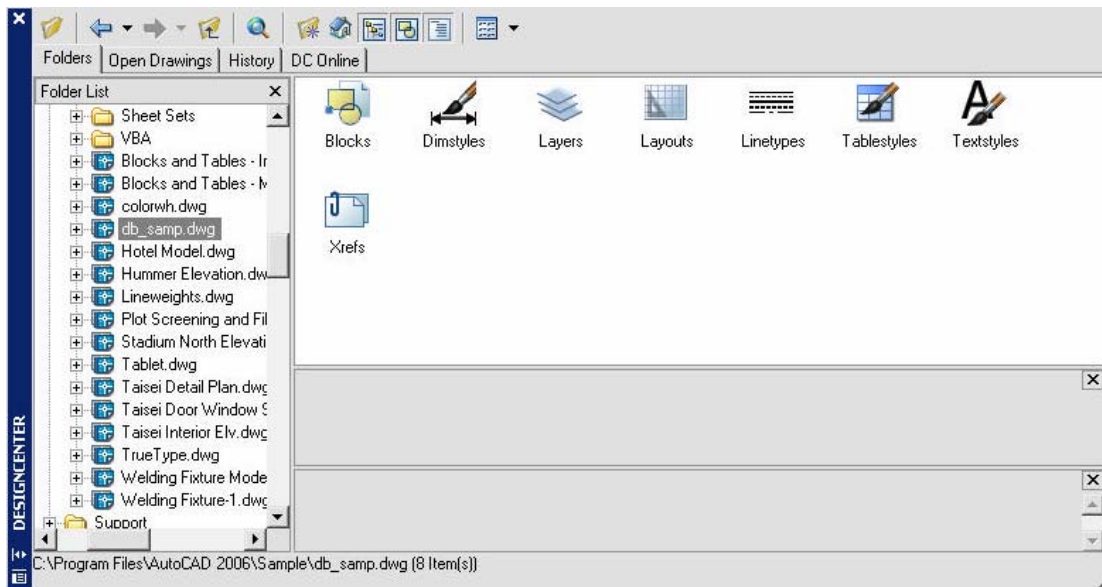 Folders
Open Drawings
History
DC Online
Folder List
Sheet Sets
VBA
Blocks and Tables - Ir
Blocks and Tables - M
colorwh.dwg
db_samp.dwg
Hotel Model.dwg
Hummer Elevation.dw
Lineweights.dwg
Plot Screening and Fil
Stadium North Elevati
Tablet.dwg
Taisei Detail Plan.dwg
Taisei Door Window S
Taisei Interior Elv.dwg
TrueType.dwg
Welding Fixture Mode
Welding Fixture-1.dwg
Support
Blocks
Dimstyles
Layers
Layouts
Linetypes
Tablestyles
Textstyles
Xrefs
DESIGNCENTER
C:\Program Files\AutoCAD 2006\Sample\db_samp.dwg (8 Item(s))